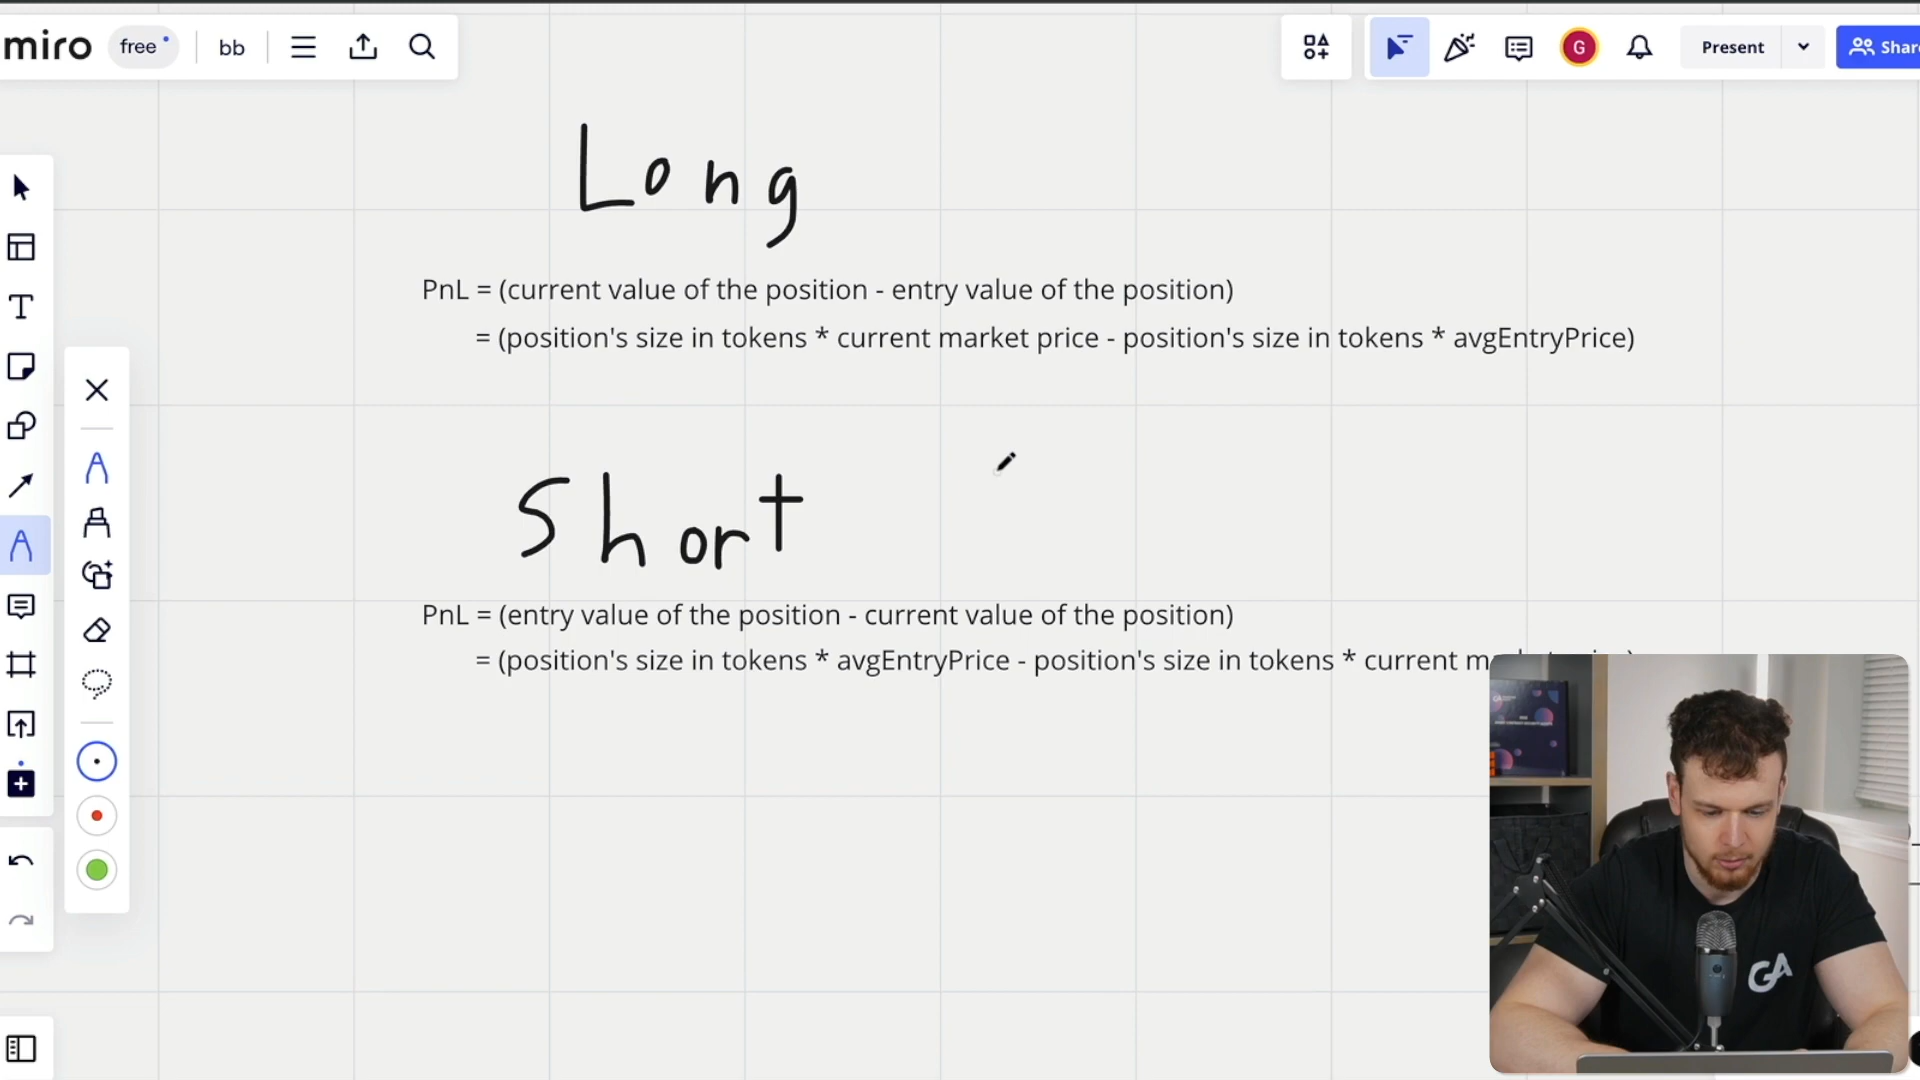 miro free bb
G Present Shar
Long
PnL = (current value of the position - entry value of the position)
= (position's size in tokens * current market price - position's size in tokens * avgEntryPrice)
Short
PnL = (entry value of the position - current value of the position)
= (position's size in tokens * avgEntryPrice - position's size in tokens * current
GA